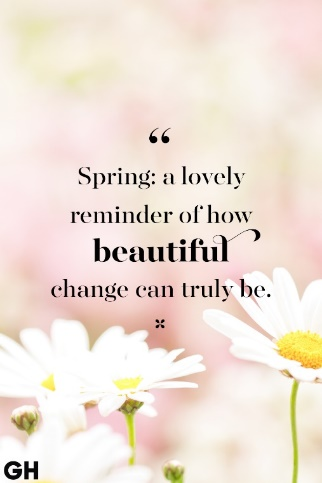 “
Spring: a lovely
reminder of how
beautiful
change can truly be.
GH